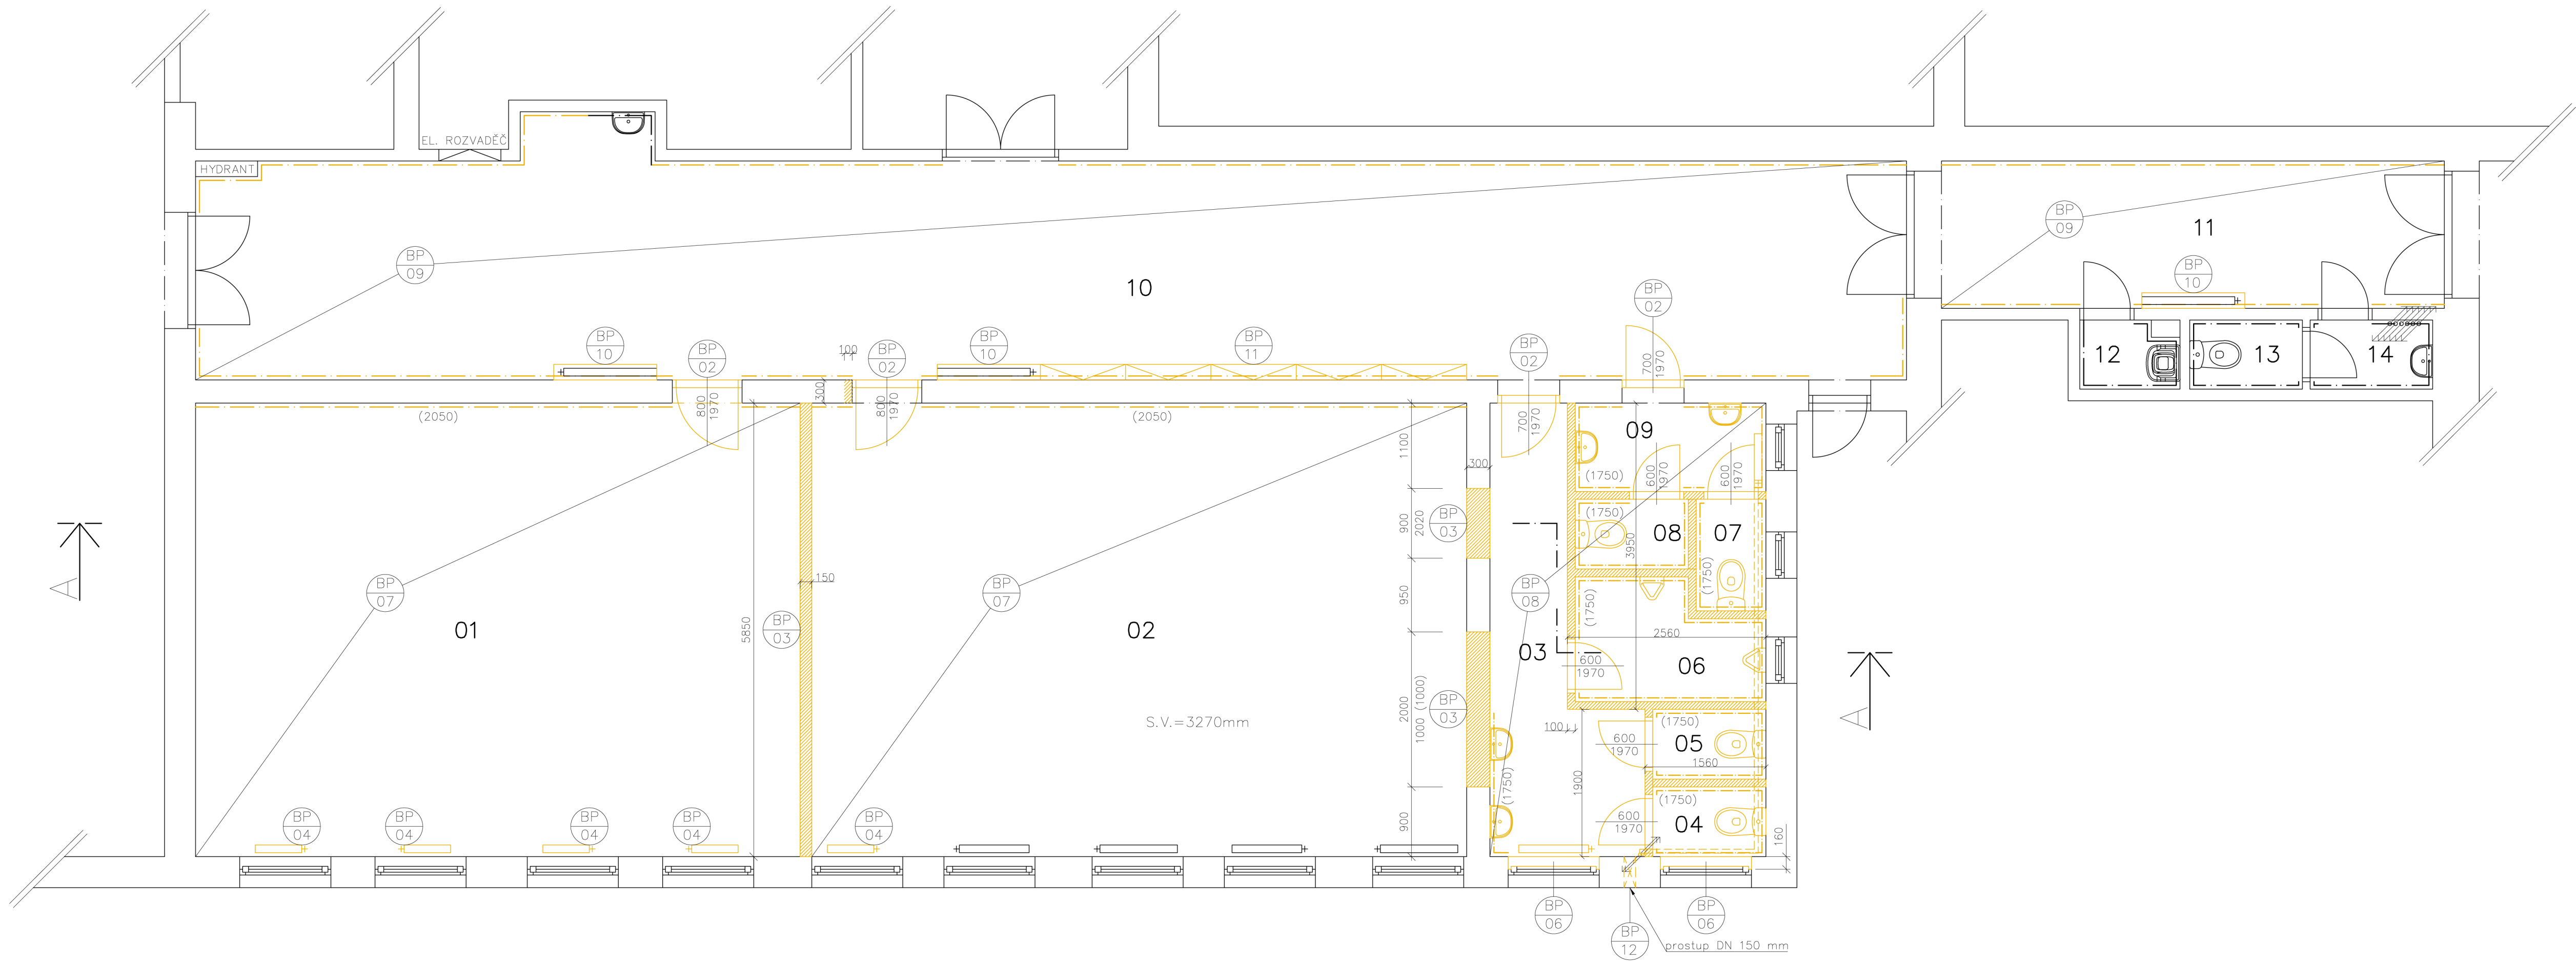 EL. ROZVADĚČ
HYDRANT
BP
09
10
BP
09
11
BP
10
BP
02
BP
10
BP
02
100
BP
02
BP
10
BP
11
BP
02
12
13
14
300
800
1970
800
1970
700
1970
700
1970
(2050)
(2050)
1100
300
09
(1750)
600
1970
600
1970
BP
03
900
2020
(1750)
08
07
3950
(1750)
A
BP
07
150
BP
07
950
BP
08
(1750)
01
5850
BP
03
02
03
2560
600
1970
06
A
S.V.=3270mm
2000
1000 (1000)
BP
03
100
(1750)
600
1970
05
1560
(1750)
1900
(1750)
600
1970
04
160
900
BP
04
BP
04
BP
04
BP
04
BP
04
BP
06
BP
06
BP
12
prostup DN 150 mm